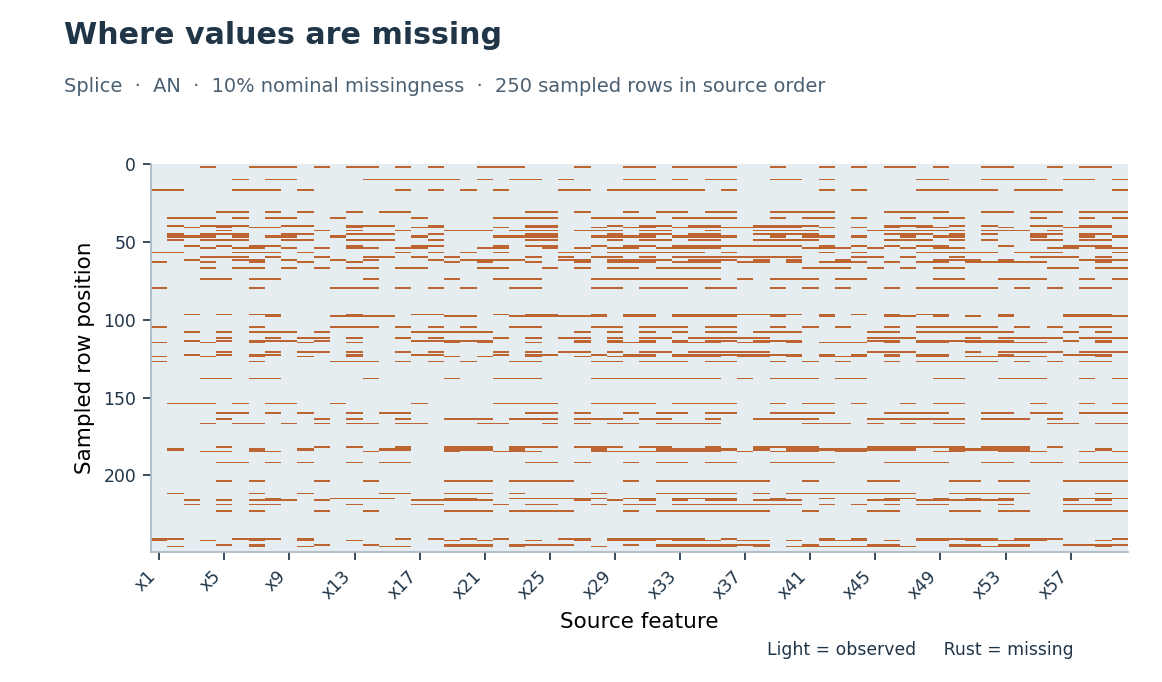 Where values are missing
Splice · AN · 10% nominal missingness · 250 sampled rows in source order
0
50
100
150
200
Sampled row position
x1 x5 x9 x13 x17 x21 x25 x29 x33 x37 x41 x45 x49 x53 x57
Source feature
Light = observed Rust = missing